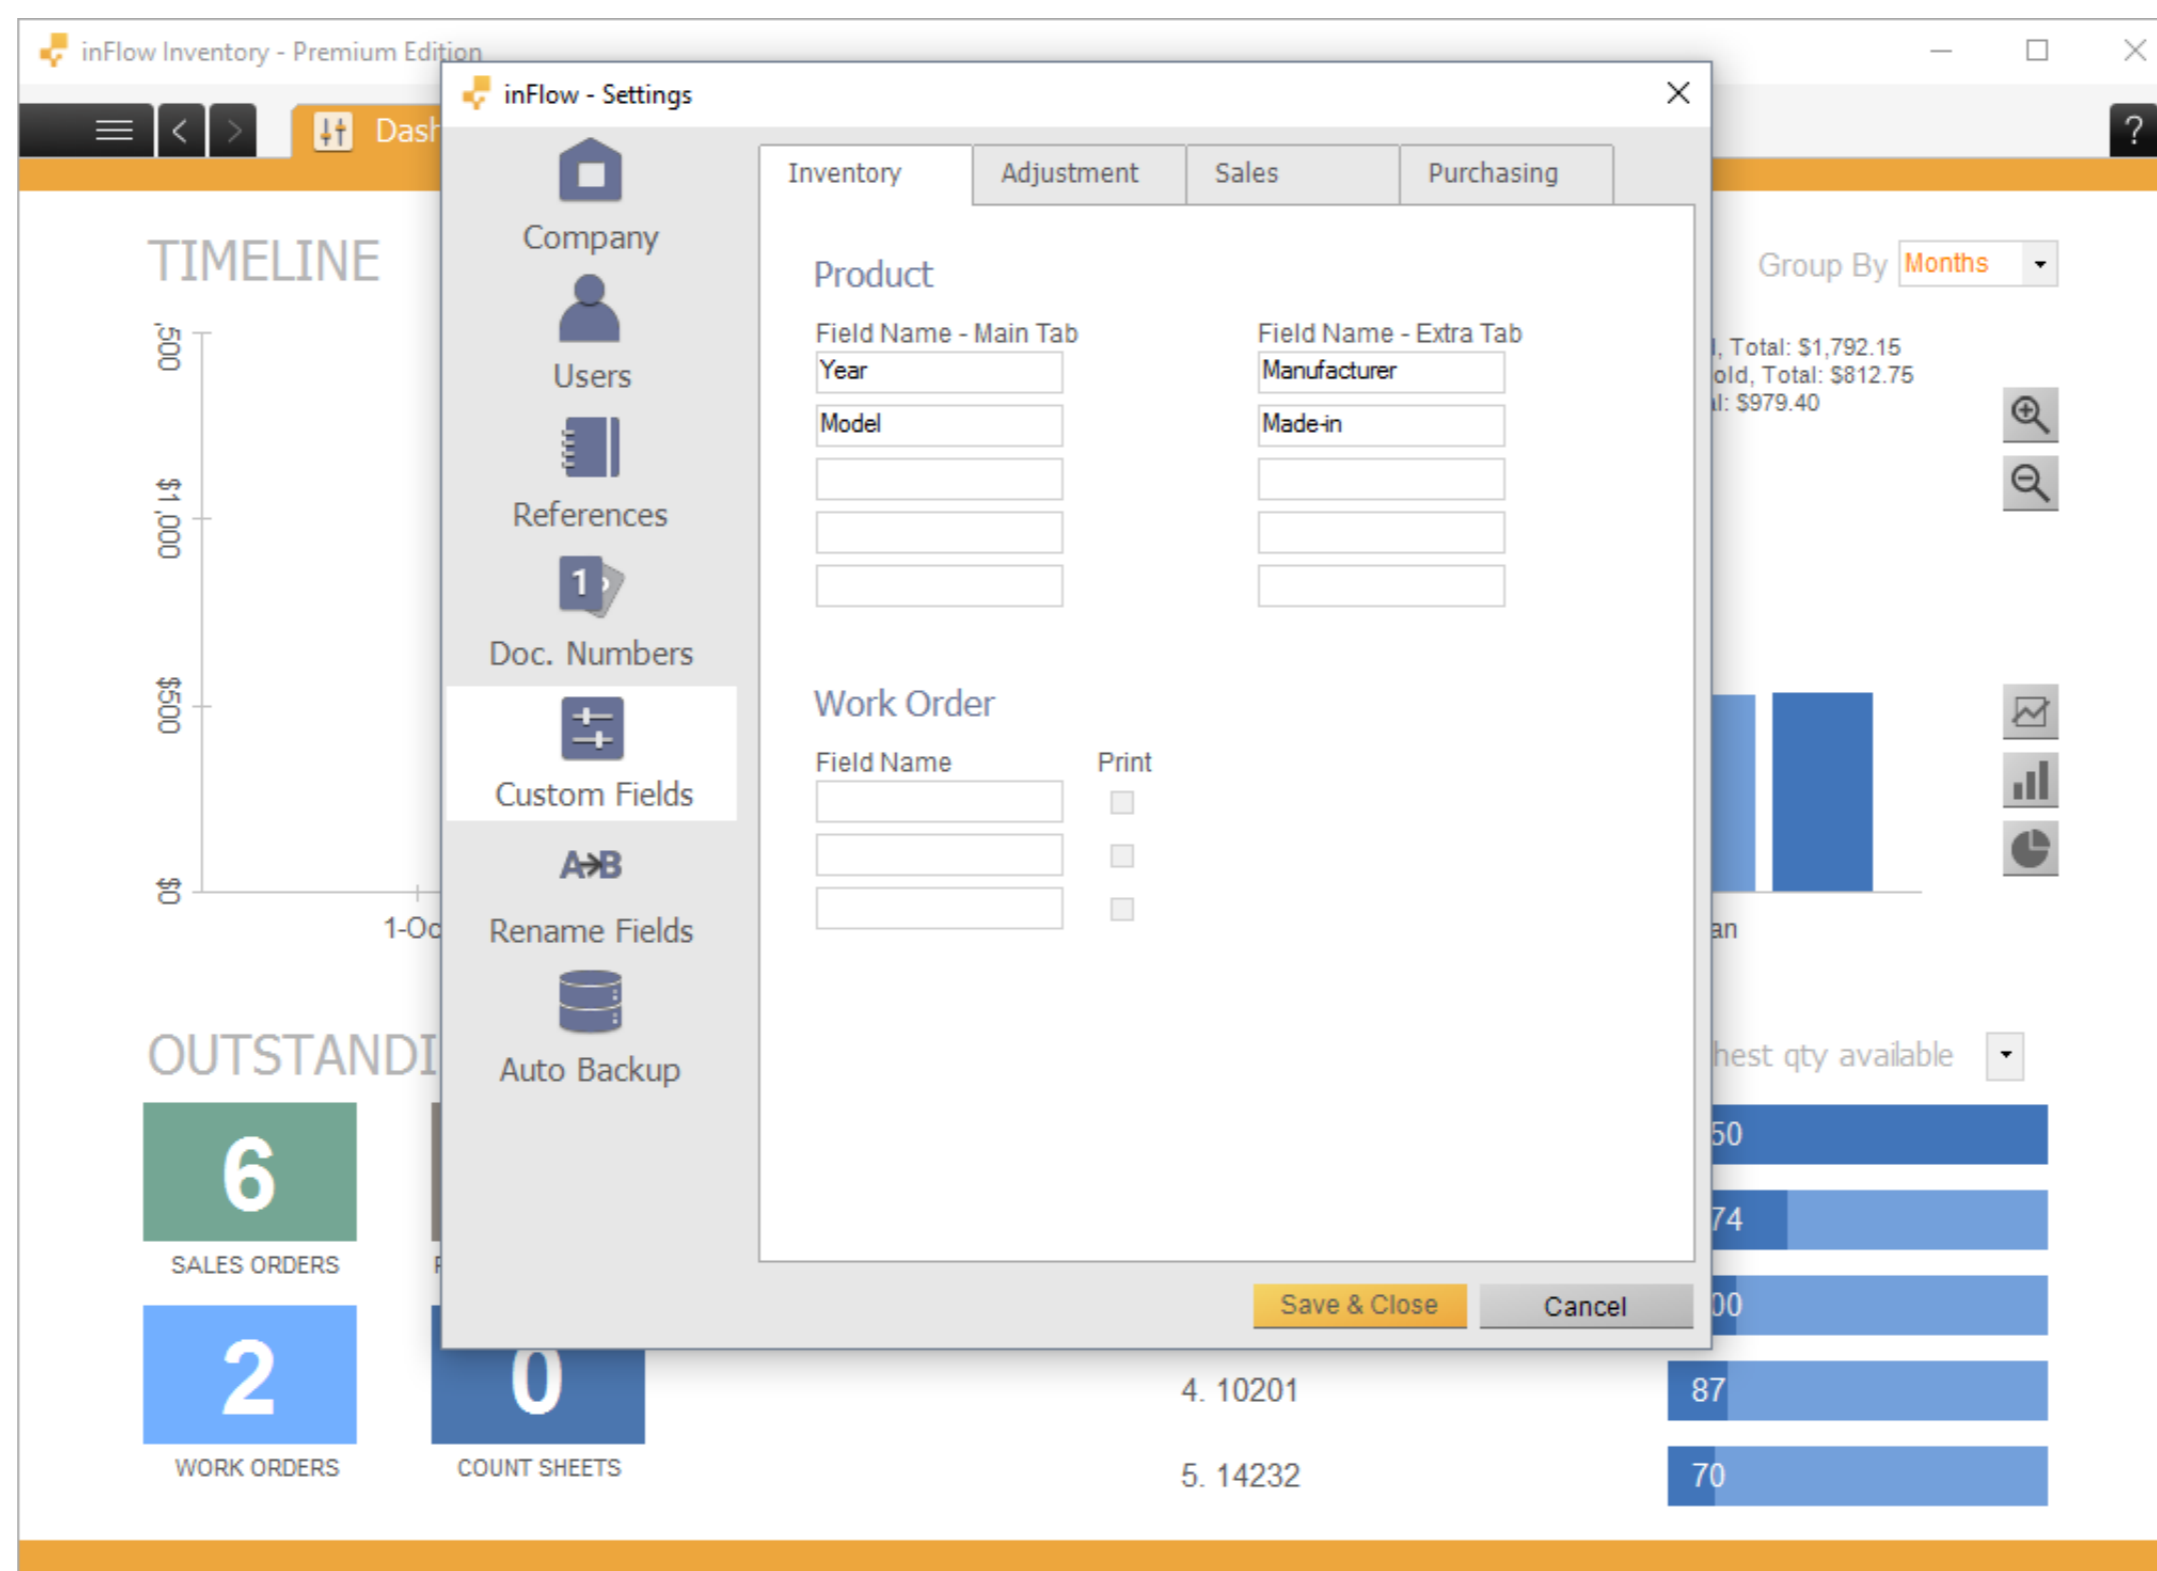 inFlow Inventory - Premium Edition
inFlow - Settings
?
Company
Users
References
1
Doc. Numbers
Custom Fields
A→B
Rename Fields
Auto Backup
Inventory
Adjustment
Sales
Purchasing
Product
Field Name - Main Tab
Field Name - Extra Tab
Year
Manufacturer
Model
Made-in
Work Order
Field Name
Print
Save & Close
Cancel
TIMELINE
Group By Months
, Total: $1,792.15
old, Total: $812.75
al: $979.40
,500
$1,000
$500
$0
1-Oc
an
OUTSTANDI
hest qty available
6
SALES ORDERS
2
WORK ORDERS
0
COUNT SHEETS
50
74
00
4. 10201
87
5. 14232
70